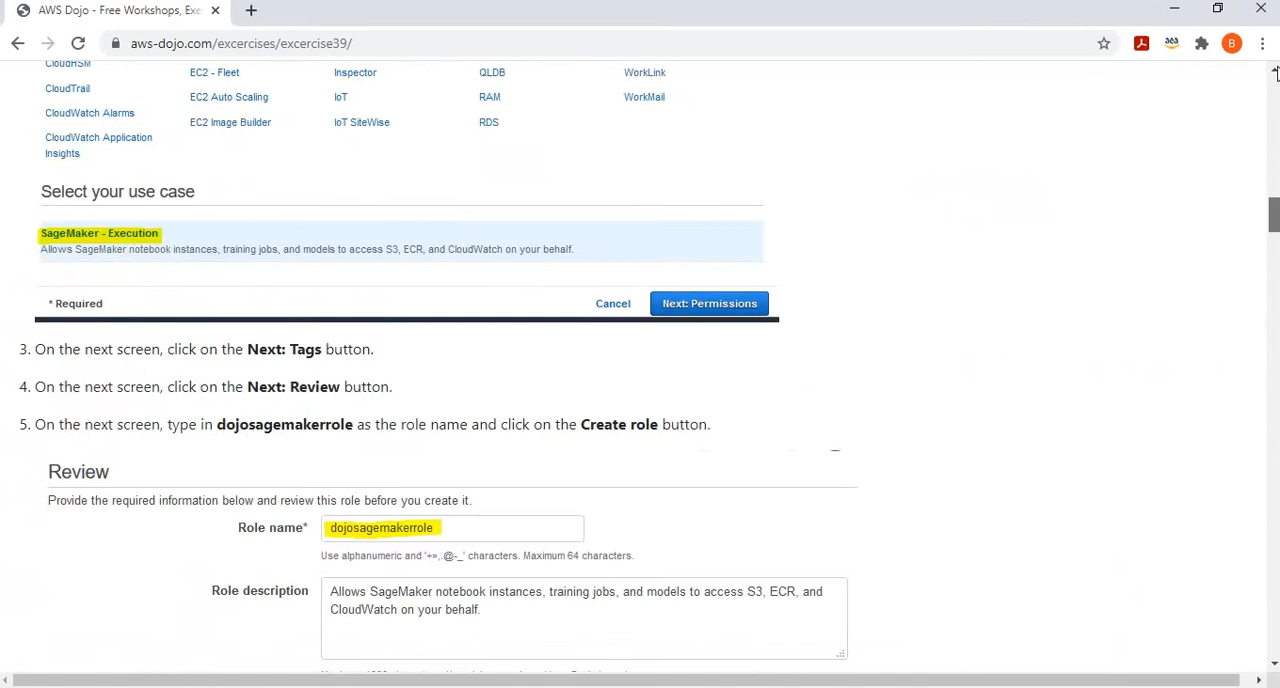 AWS Dojo - Free Workshops, Exe
aws-dojo.com/excercises/excercise39/
B
CloudHSM
EC2 - Fleet Inspector QLDB WorkLink
CloudTrail
EC2 Auto Scaling IoT RAM WorkMail
CloudWatch Alarms
EC2 Image Builder IoT SiteWise RDS
CloudWatch Application
Insights
Select your use case
SageMaker - Execution
Allows SageMaker notebook instances, training jobs, and models to access S3, ECR, and CloudWatch on your behalf.
* Required Cancel Next: Permissions
3. On the next screen, click on the Next: Tags button.
4. On the next screen, click on the Next: Review button.
5. On the next screen, type in dojosagemakerrole as the role name and click on the Create role button.
Review
Provide the required information below and review this role before you create it.
Role name* dojosagemakerrole
Use alphanumeric and '+=,.@-_' characters. Maximum 64 characters.
Role description Allows SageMaker notebook instances, training jobs, and models to access S3, ECR, and
CloudWatch on your behalf.